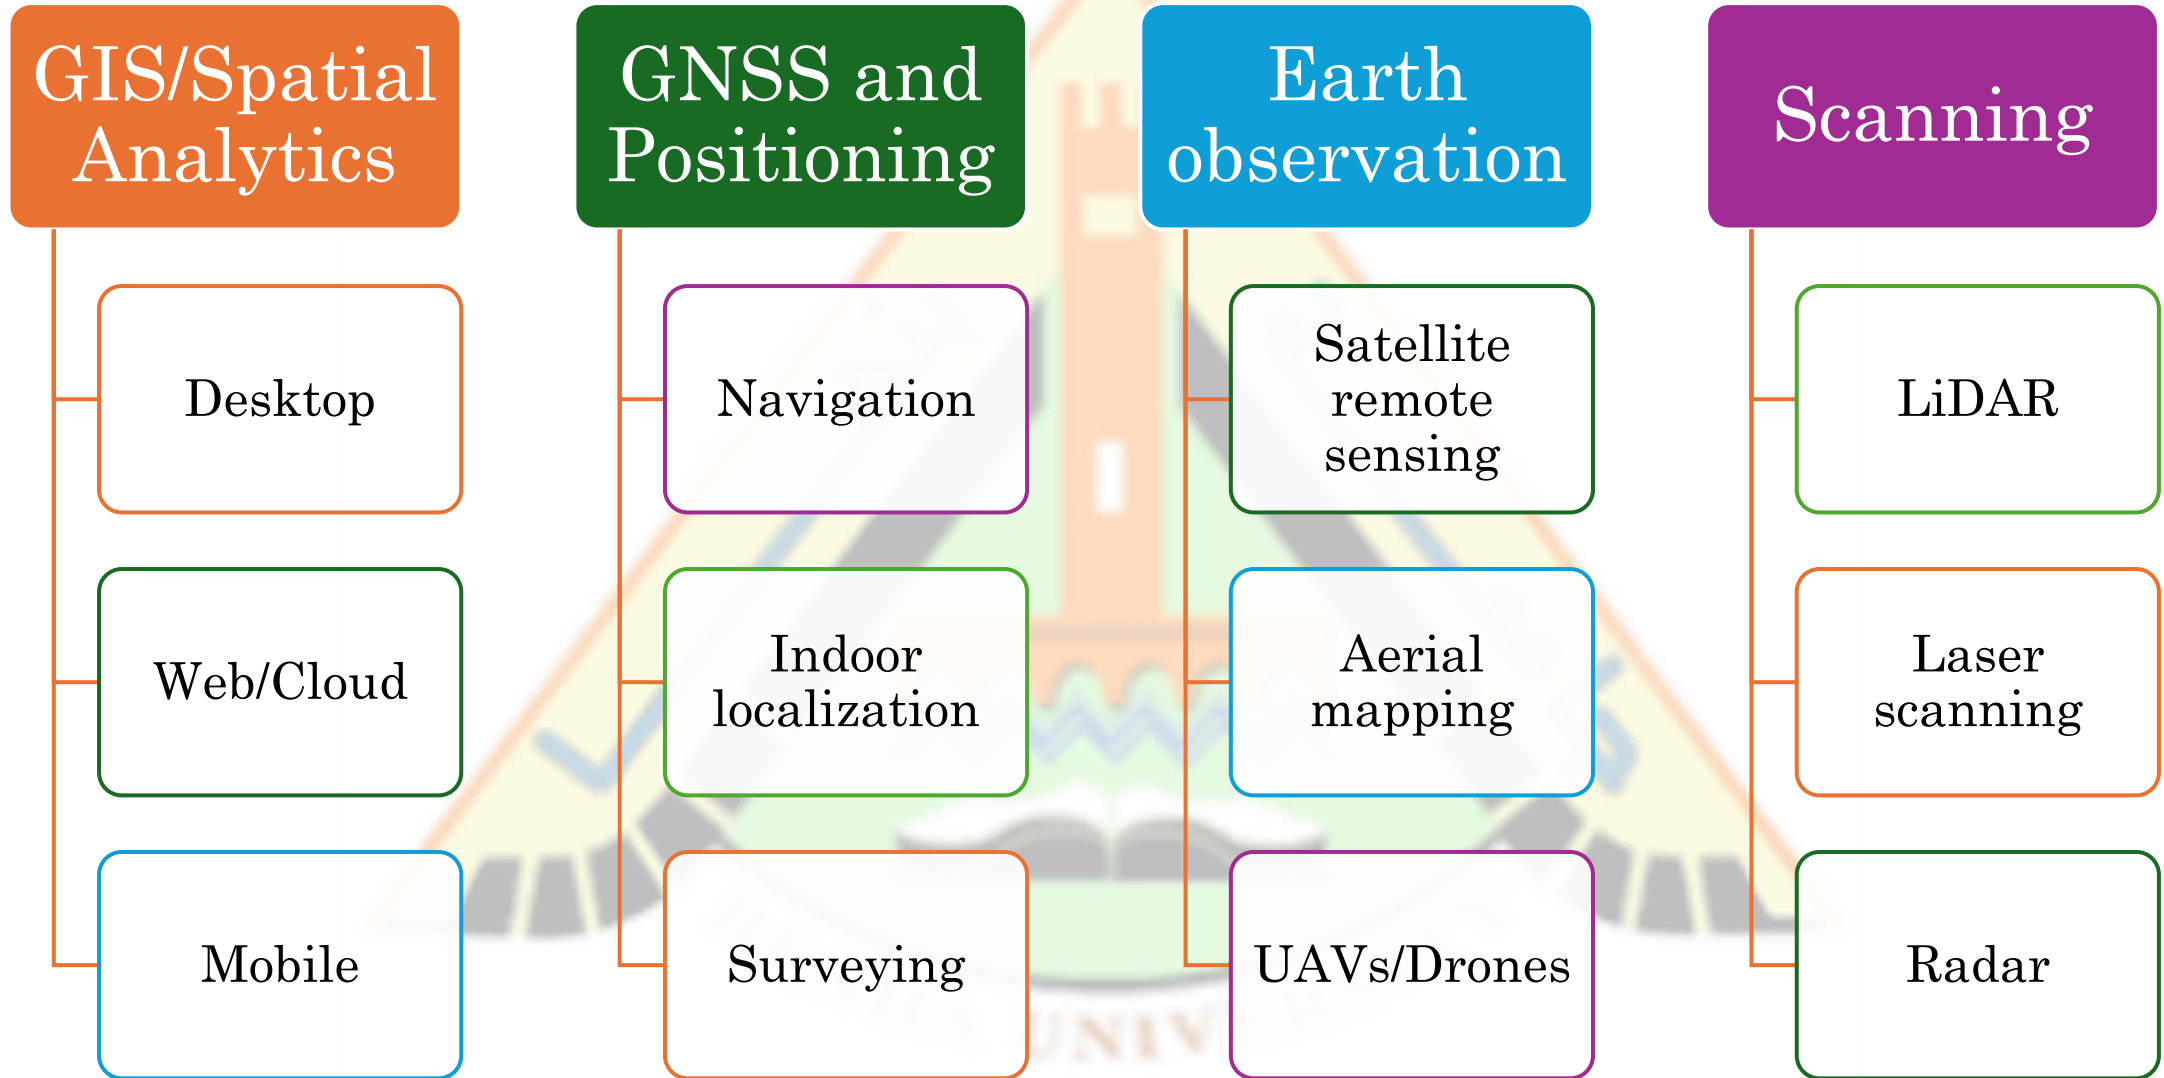 GIS/Spatial
Analytics
Desktop
Web/Cloud
Mobile
GNSS and
Positioning
Navigation
Indoor
localization
Surveying
Earth
observation
Satellite
remote
sensing
Aerial
mapping
UAVs/Drones
Scanning
LiDAR
Laser
scanning
Radar